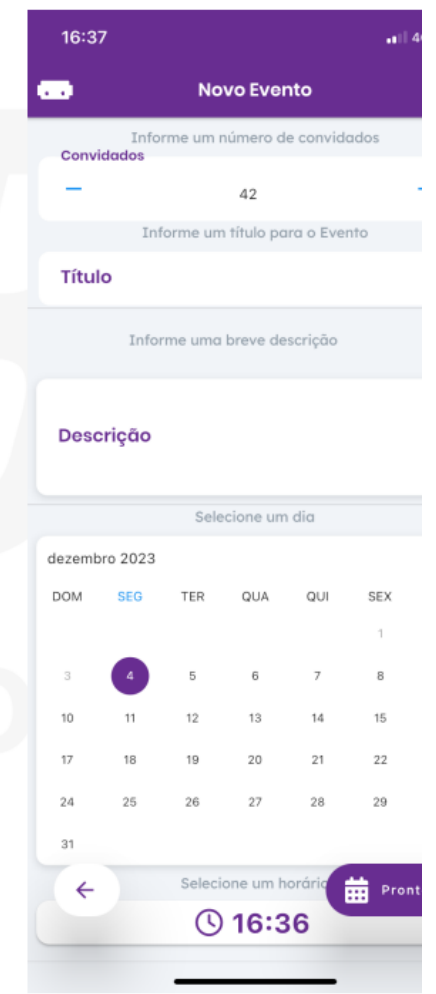 16:37
Novo Evento
Informe um número de convidados
Convidados
42
Informe um título para o Evento
Título
Informe uma breve descrição
Descrição
Selecione um dia
dezembro 2023
DOM SEG TER QUA QUI SEX
1
3 4 5 6 7 8
10 11 12 13 14 15
17 18 19 20 21 22
24 25 26 27 28 29
31
Selecione um
16:36